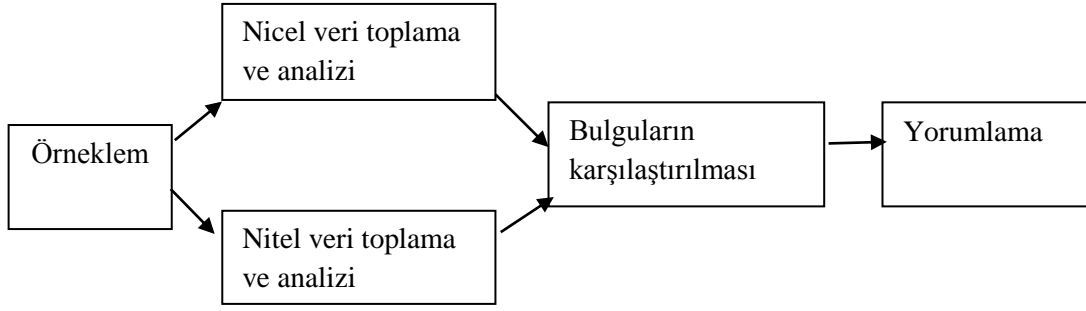 Nicel veri toplama
ve analizi
Örneklem
Bulguların
karşılaştırılması
Yorumlama
Nitel veri toplama
ve analizi